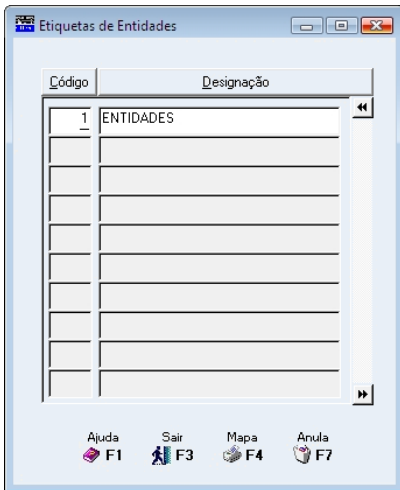 Etiquetas de Entidades
Código Designação
1 ENTIDADES
Ajuda Sair Mapa Anula
F1 F3 F4 F7